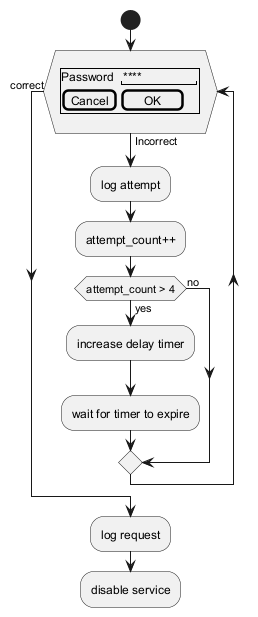 Password ****
correct
Cancel OK
Incorrect
log attempt
attempt_count++
attempt_count > 4
no
yes
increase delay timer
wait for timer to expire
log request
disable service